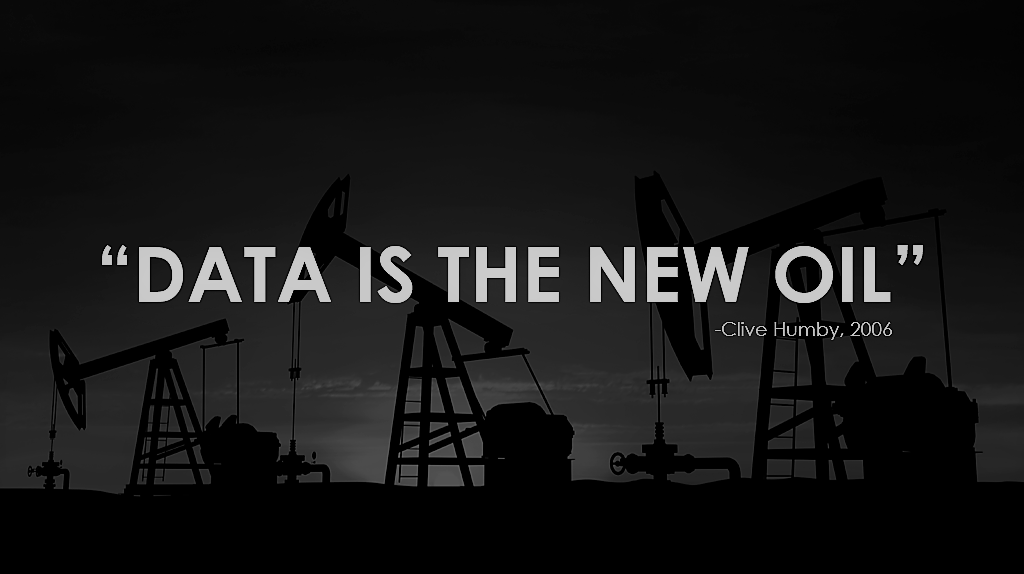 “DATA IS THE NEW OIL”
-Clive Humby, 2006